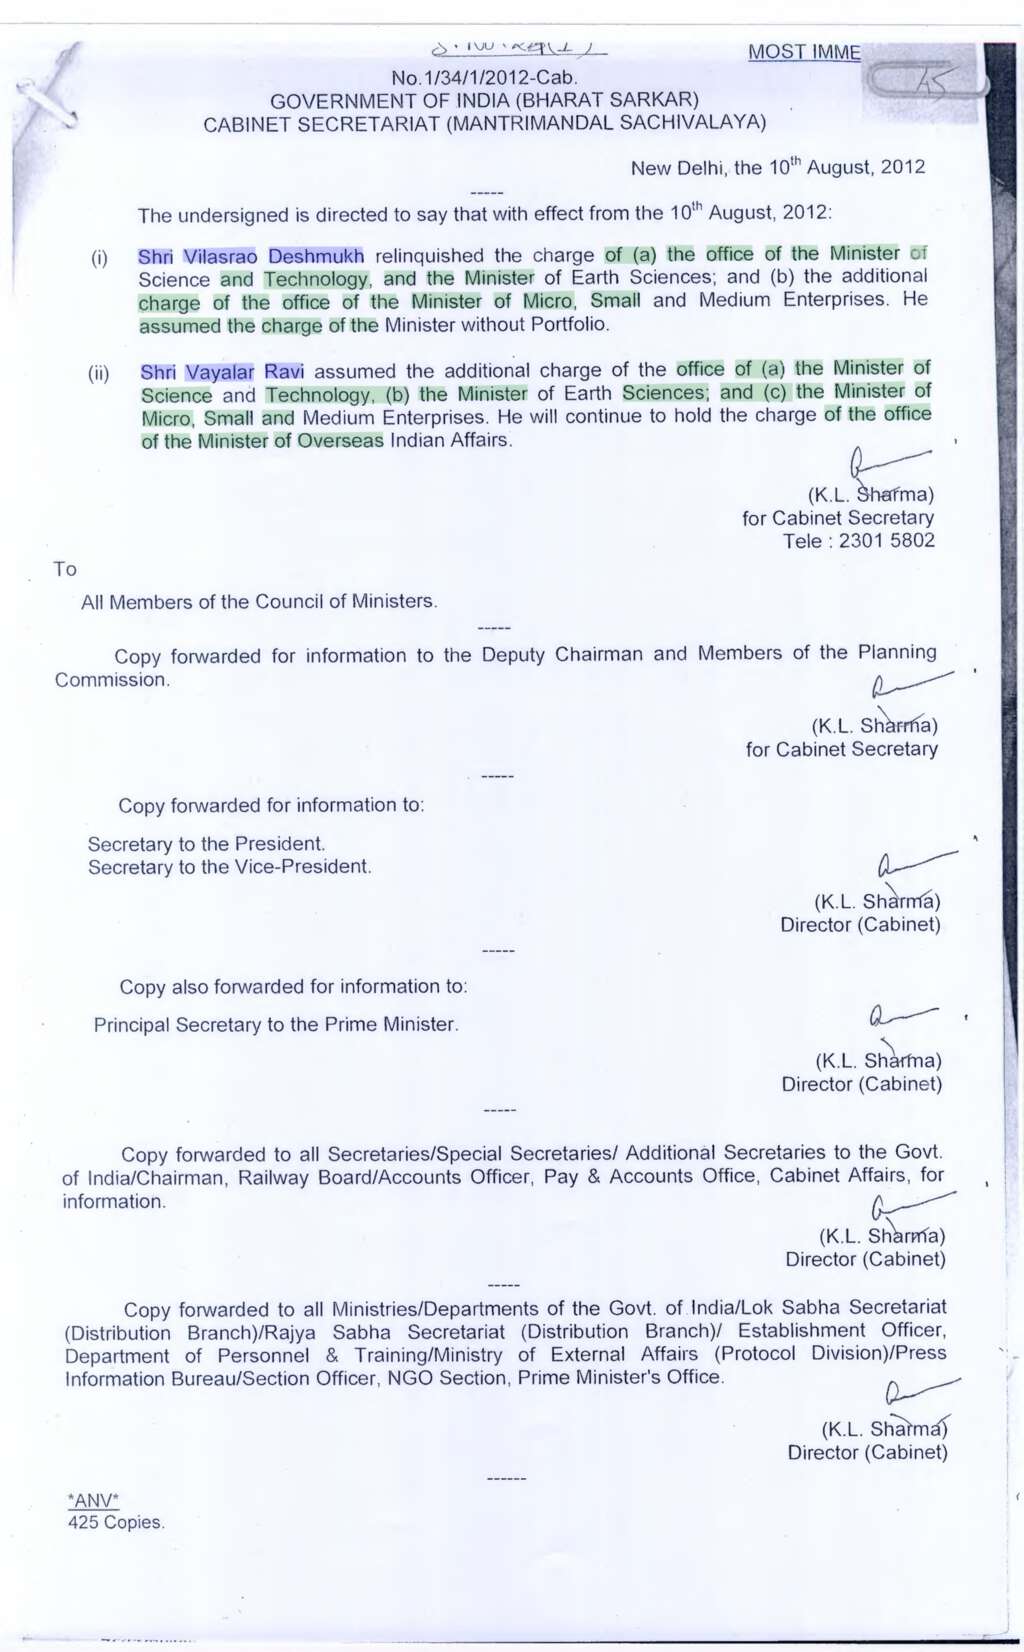 MOST IMME
45
No.1/34/1/2012-Cab.
GOVERNMENT OF INDIA (BHARAT SARKAR)
CABINET SECRETARIAT (MANTRIMANDAL SACHIVALAYA)
New Delhi, the 10th August, 2012
-----
The undersigned is directed to say that with effect from the 10th August, 2012:
(i) Shri Vilasrao Deshmukh relinquished the charge of (a) the office of the Minister of
Science and Technology, and the Minister of Earth Sciences; and (b) the additional
charge of the office of the Minister of Micro, Small and Medium Enterprises. He
assumed the charge of the Minister without Portfolio.
(ii) Shri Vayalar Ravi assumed the additional charge of the office of (a) the Minister of
Science and Technology, (b) the Minister of Earth Sciences; and (c) the Minister of
Micro, Small and Medium Enterprises. He will continue to hold the charge of the office
of the Minister of Overseas Indian Affairs.
(K.L. Sharma)
for Cabinet Secretary
Tele : 2301 5802
To
All Members of the Council of Ministers.
-----
Copy forwarded for information to the Deputy Chairman and Members of the Planning
Commission.
(K.L. Sharma)
for Cabinet Secretary
-----
Copy forwarded for information to:
Secretary to the President.
Secretary to the Vice-President.
(K.L. Sharma)
Director (Cabinet)
-----
Copy also forwarded for information to:
Principal Secretary to the Prime Minister.
(K.L. Sharma)
Director (Cabinet)
-----
Copy forwarded to all Secretaries/Special Secretaries/ Additional Secretaries to the Govt.
of India/Chairman, Railway Board/Accounts Officer, Pay & Accounts Office, Cabinet Affairs, for
information.
(K.L. Sharma)
Director (Cabinet)
-----
Copy forwarded to all Ministries/Departments of the Govt. of India/Lok Sabha Secretariat
(Distribution Branch)/Rajya Sabha Secretariat (Distribution Branch)/ Establishment Officer,
Department of Personnel & Training/Ministry of External Affairs (Protocol Division)/Press
Information Bureau/Section Officer, NGO Section, Prime Minister's Office.
(K.L. Sharma)
Director (Cabinet)
------
*ANV*
425 Copies.